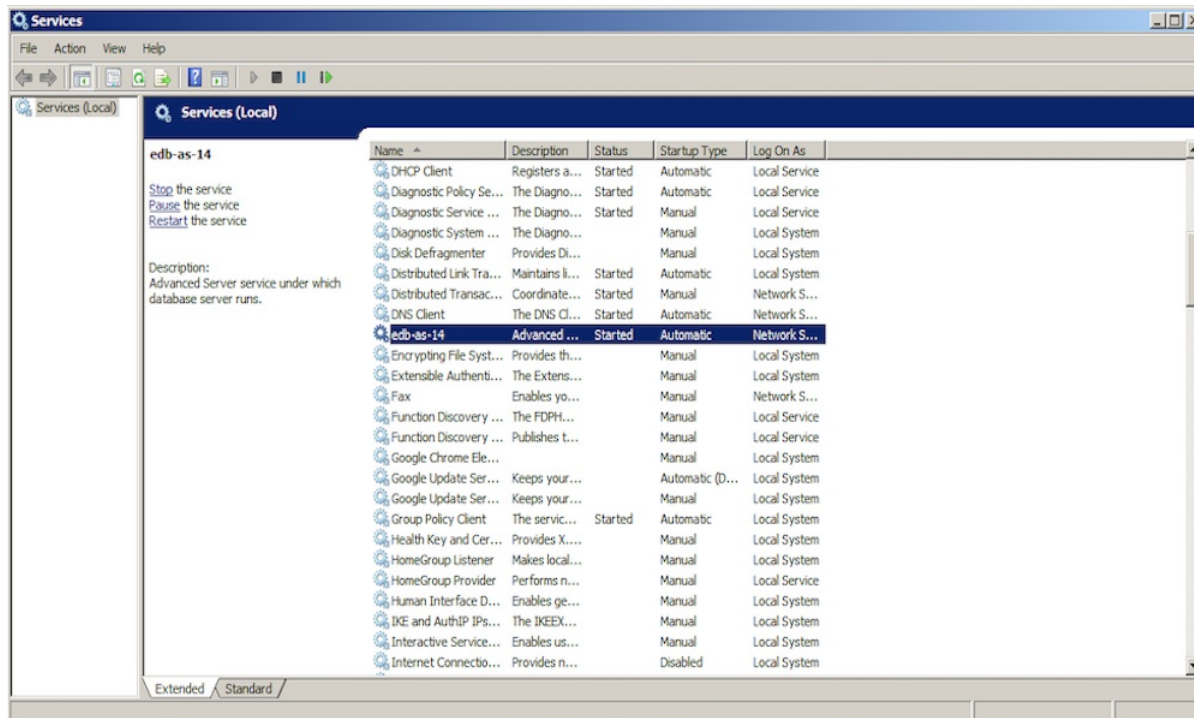 Services
File Action View Help
Services (Local)
Services (Local)
edb-as-14
Stop the service
Pause the service
Restart the service
Description:
Advanced Server service under which
database server runs.
Name Description Status Startup Type Log On As
DHCP Client Registers a... Started Automatic Local Service
Diagnostic Policy Se... The Diagno... Started Automatic Local Service
Diagnostic Service ... The Diagno... Started Manual Local Service
Diagnostic System ... The Diagno... Manual Local System
Disk Defragmenter Provides Di... Manual Local System
Distributed Link Tra... Maintains li... Started Automatic Local System
Distributed Transac... Coordinate... Started Manual Network S...
DNS Client The DNS Cl... Started Automatic Network S...
edb-as-14 Advanced ... Started Automatic Network S...
Encrypting File Syst... Provides th... Manual Local System
Extensible Authenti... The Extens... Manual Local System
Fax Enables yo... Manual Network S...
Function Discovery ... The FDPH... Manual Local Service
Function Discovery ... Publishes t... Manual Local Service
Google Chrome Ele... Manual Local System
Google Update Ser... Keeps your... Automatic (D... Local System
Google Update Ser... Keeps your... Manual Local System
Group Policy Client The servic... Started Automatic Local System
Health Key and Cer... Provides X.... Manual Local System
HomeGroup Listener Makes local... Manual Local System
HomeGroup Provider Performs n... Manual Local Service
Human Interface D... Enables ge... Manual Local System
IKE and AuthIP IPs... The IKEEX... Manual Local System
Interactive Service... Enables us... Manual Local System
Internet Connectio... Provides n... Disabled Local System
Extended Standard